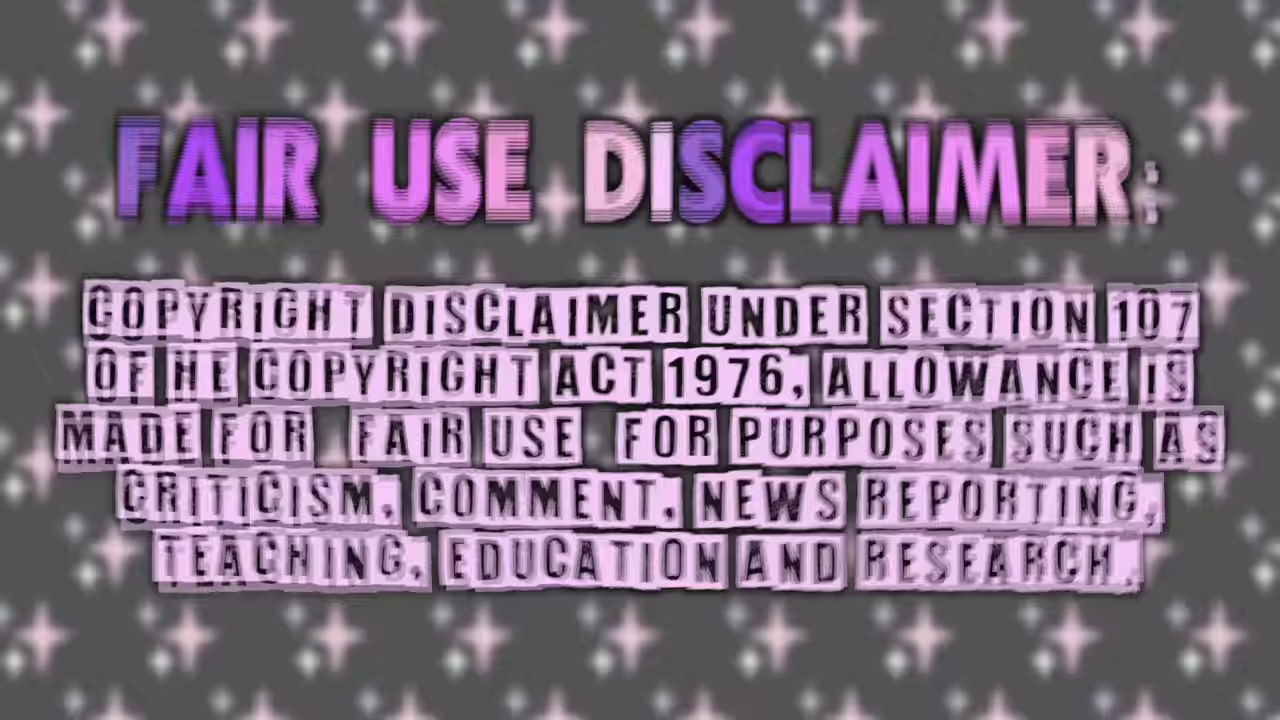 FAIR USE DISCLAIMER:
COPYRIGHT DISCLAIMER UNDER SECTION 107
OF HE COPYRIGHT ACT 1976, ALLOWANCE IS
MADE FOR FAIR USE FOR PURPOSES SUCH AS
CRITICISM, COMMENT. NEWS REPORTING,
TEACHING, EDUCATION AND RESEARCH.